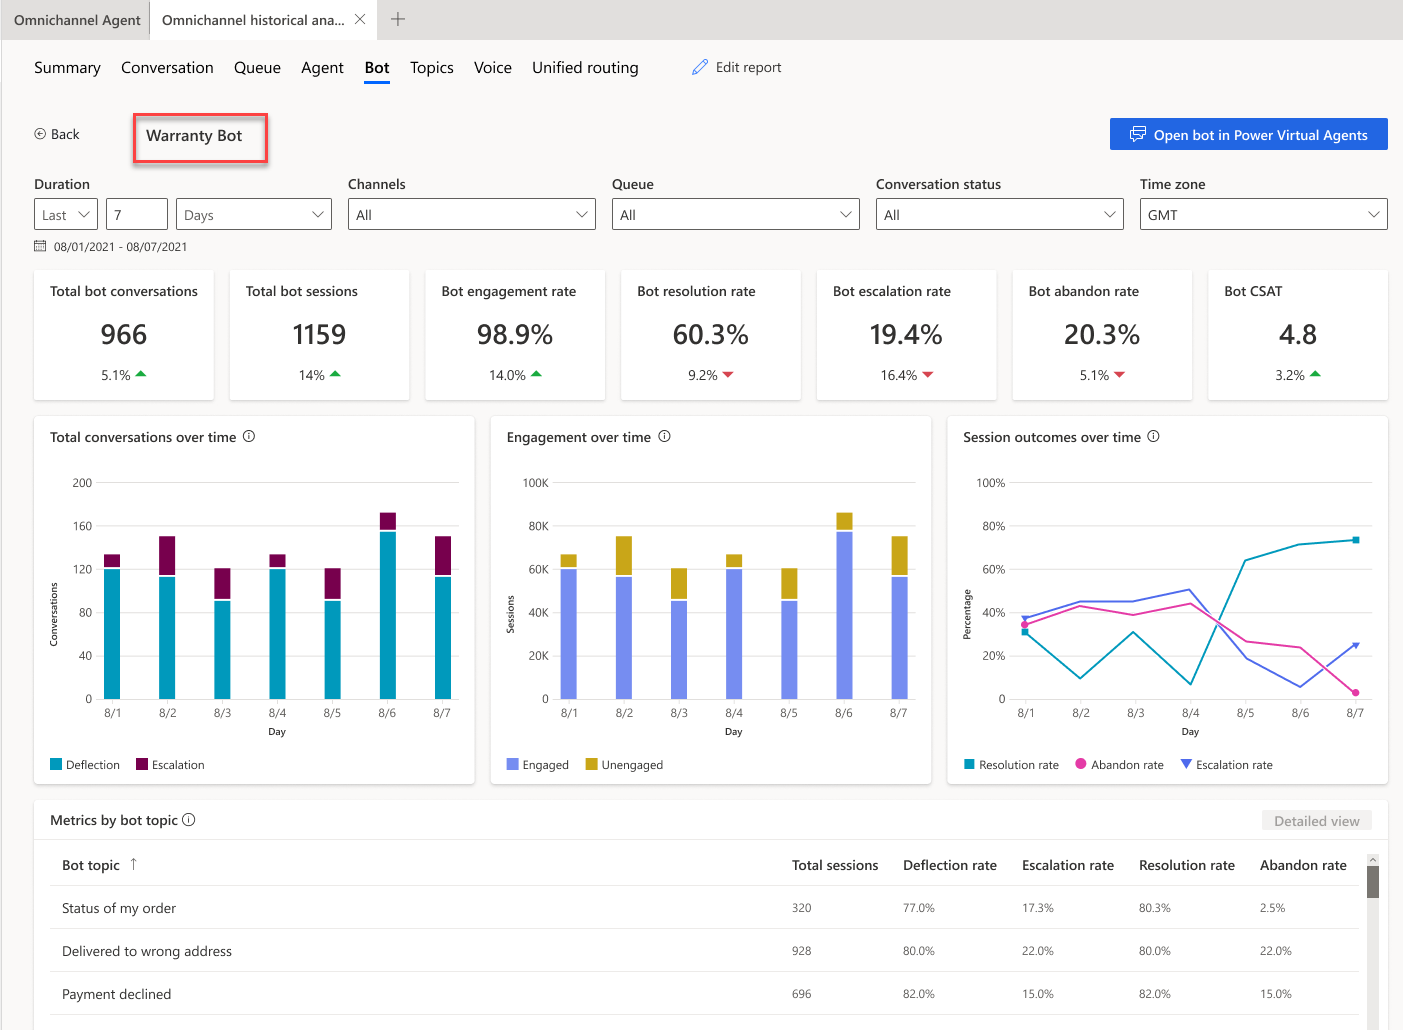 Omnichannel Agent
Omnichannel historical ana...
Summary Conversation Queue Agent Bot Topics Voice Unified routing Edit report
Back
Warranty Bot
Open bot in Power Virtual Agents
Duration Channels Queue Conversation status Time zone
Last 7 Days All All All GMT
08/01/2021 - 08/07/2021
Total bot conversations
966
5.1%
Total bot sessions
1159
14%
Bot engagement rate
98.9%
14.0%
Bot resolution rate
60.3%
9.2%
Bot escalation rate
19.4%
16.4%
Bot abandon rate
20.3%
5.1%
Bot CSAT
4.8
3.2%
Total conversations over time
200
160
120
80
40
0
Conversations
8/1 8/2 8/3 8/4 8/5 8/6 8/7
Day
Deflection Escalation
Engagement over time
100K
80K
60K
40K
20K
0
Sessions
8/1 8/2 8/3 8/4 8/5 8/6 8/7
Day
Engaged Unengaged
Session outcomes over time
100%
80%
60%
40%
20%
0
Percentage
8/1 8/2 8/3 8/4 8/5 8/6 8/7
Day
Resolution rate Abandon rate Escalation rate
Metrics by bot topic
Detailed view
Bot topic Total sessions Deflection rate Escalation rate Resolution rate Abandon rate
Status of my order 320 77.0% 17.3% 80.3% 2.5%
Delivered to wrong address 928 80.0% 22.0% 80.0% 22.0%
Payment declined 696 82.0% 15.0% 82.0% 15.0%